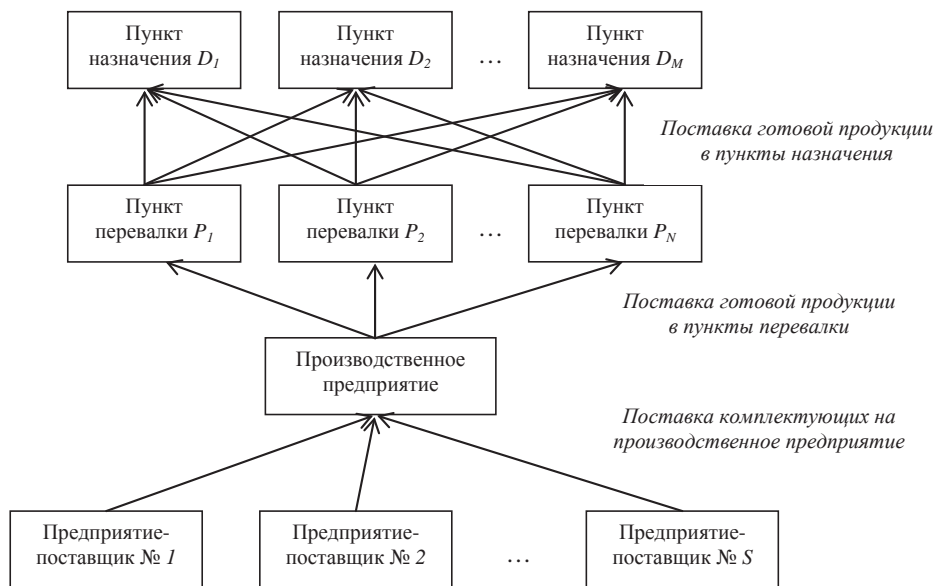 Пункт
назначения D1
Пункт
назначения D2
…
Пункт
назначения DM
Поставка готовой продукции
в пункты назначения
Пункт
перевалки P1
Пункт
перевалки P2
…
Пункт
перевалки PN
Поставка готовой продукции
в пункты перевалки
Производственное
предприятие
Поставка комплектующих на
производственное предприятие
Предприятие-
поставщик № 1
Предприятие-
поставщик № 2
…
Предприятие-
поставщик № S